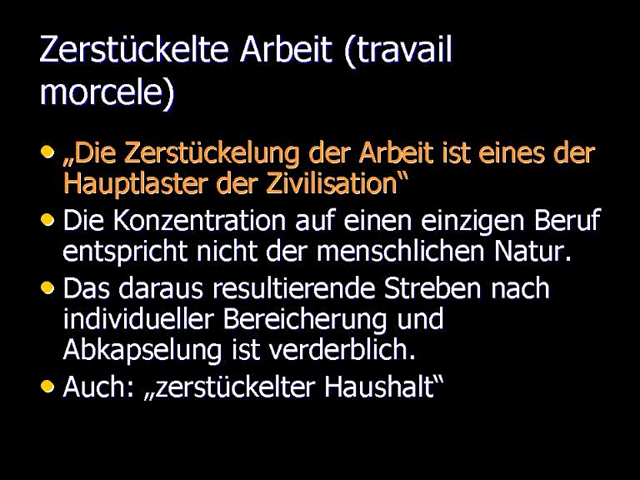 Zerstückelte Arbeit (travail
morcele)
• „Die Zerstückelung der Arbeit ist eines der
Hauptlaster der Zivilisation“
• Die Konzentration auf einen einzigen Beruf
entspricht nicht der menschlichen Natur.
• Das daraus resultierende Streben nach
individueller Bereicherung und
Abkapselung ist verderblich.
• Auch: „zerstückelter Haushalt“